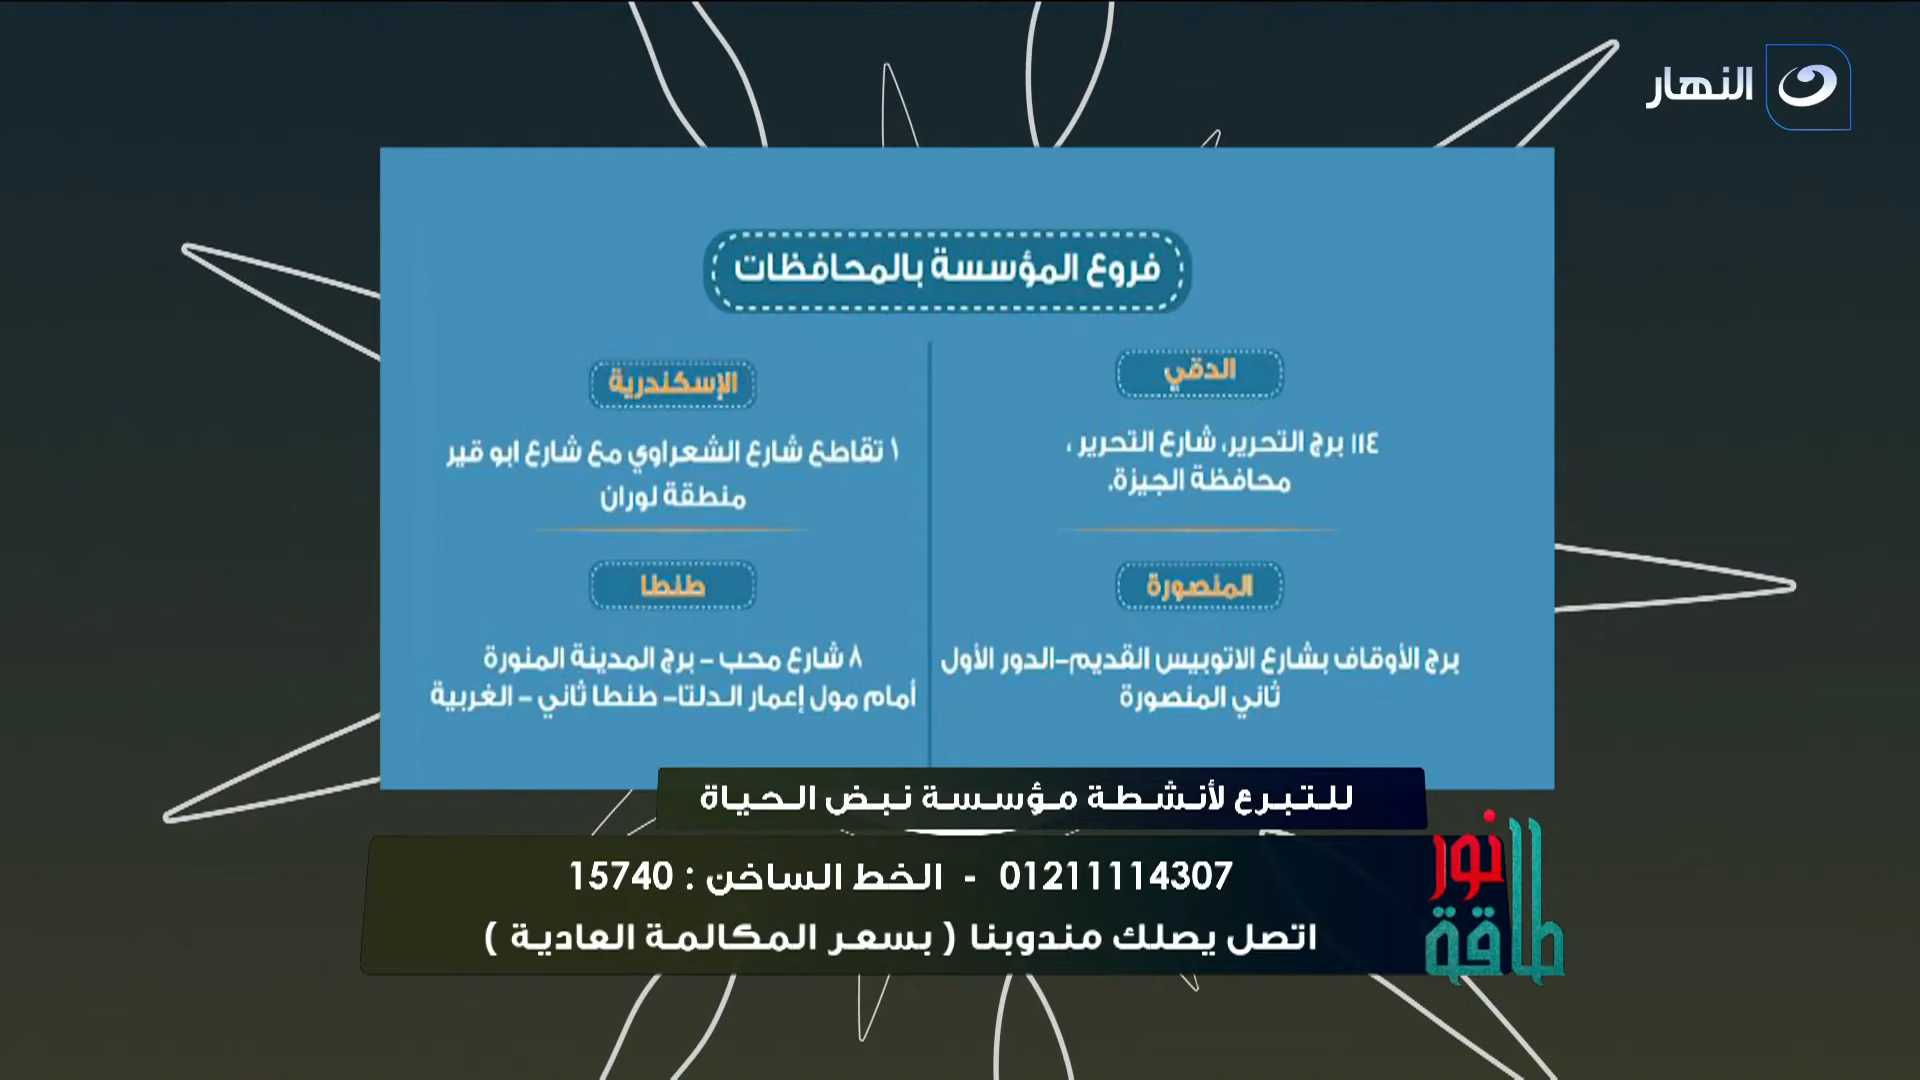 النهار
فروع المؤسسة بالمحافظات
الدقي
١١٤ برج التحرير، شارع التحرير ،
محافظة الجيزة.
المنصورة
برج الأوقاف بشارع الاتوبيس القديم-الدور الأول
ثاني المنصورة
الإسكندرية
١ تقاطع شارع الشعراوي مع شارع ابو قير
منطقة لوران
طنطا
٨ شارع محب - برج المدينة المنورة
أمام مول إعمار الدلتا- طنطا ثاني - الغربية
للتبرع لأنشطة مؤسسة نبض الحياة
01211114307 - الخط الساخن : 15740
اتصل يصلك مندوبنا ( بسعر المكالمة العادية )
طاقة نور